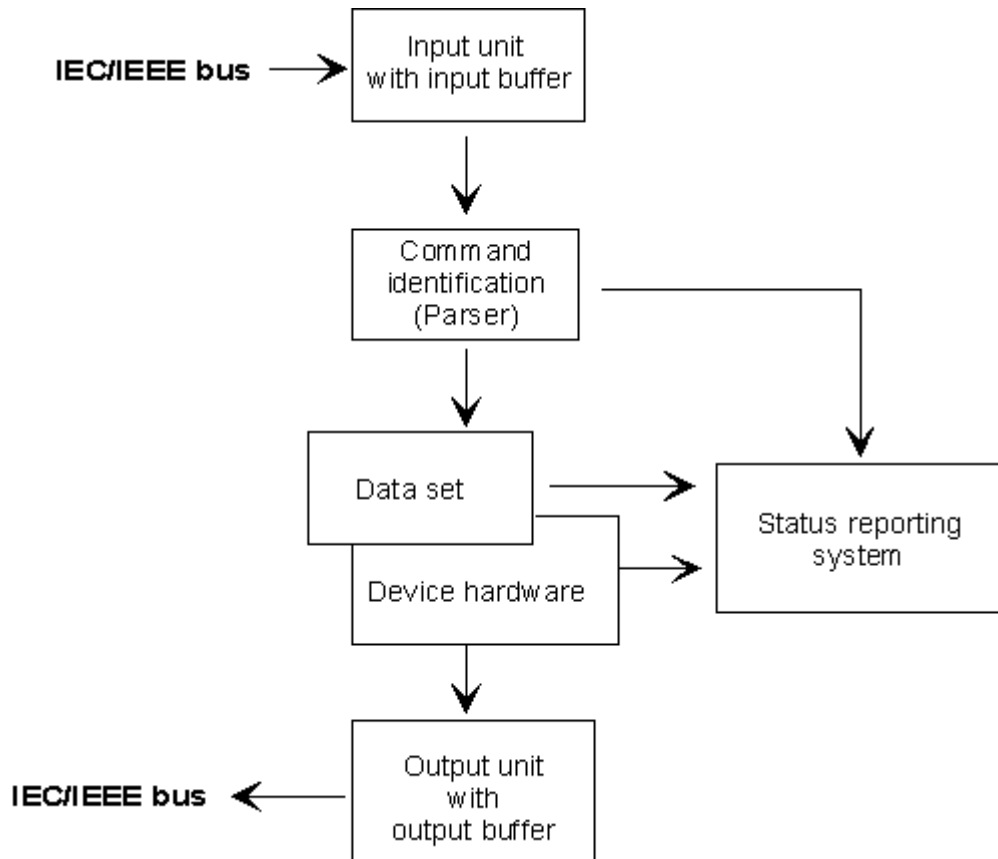 IEC/IEEE bus
Input unit
with input buffer
Command
identification
(Parser)
Data set
Device hardware
Status reporting
system
Output unit
with
output buffer
IEC/IEEE bus